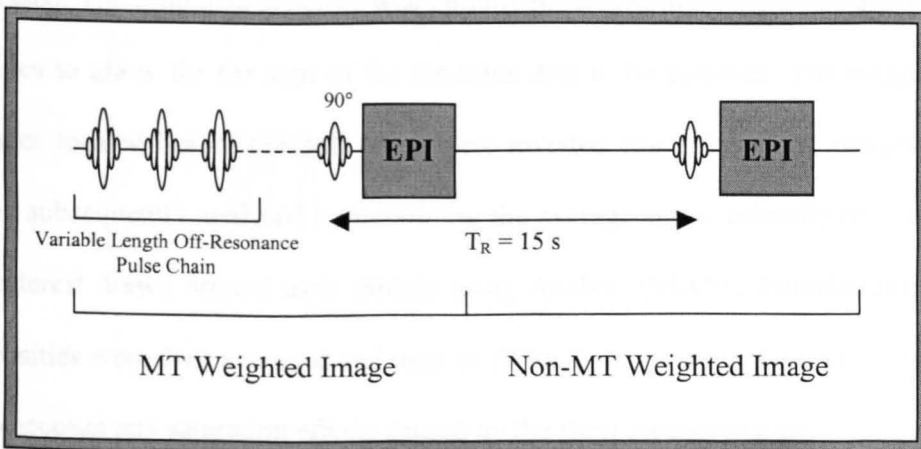 90°
EPI
EPI
Variable Length Off-Resonance
Pulse Chain
T_R = 15 s
MT Weighted Image
Non-MT Weighted Image